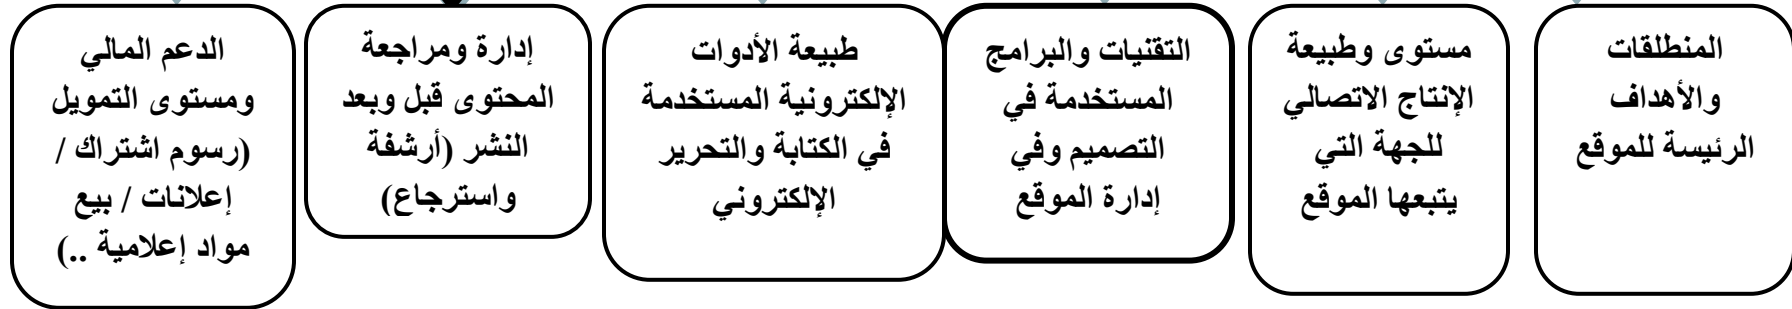 المنطلقات
والأهداف
الرئيسة للموقع
مستوى وطبيعة
الإنتاج الاتصالي
للجهة التي
يتبعها الموقع
التقنيات والبرامج
المستخدمة في
التصميم وفي
إدارة الموقع
طبيعة الأدوات
الإلكترونية المستخدمة
في الكتابة والتحرير
الإلكتروني
إدارة ومراجعة
المحتوى قبل وبعد
النشر (أرشفة
واسترجاع)
الدعم المالي
ومستوى التمويل
(رسوم اشتراك /
إعلانات / بيع
مواد إعلامية ..)